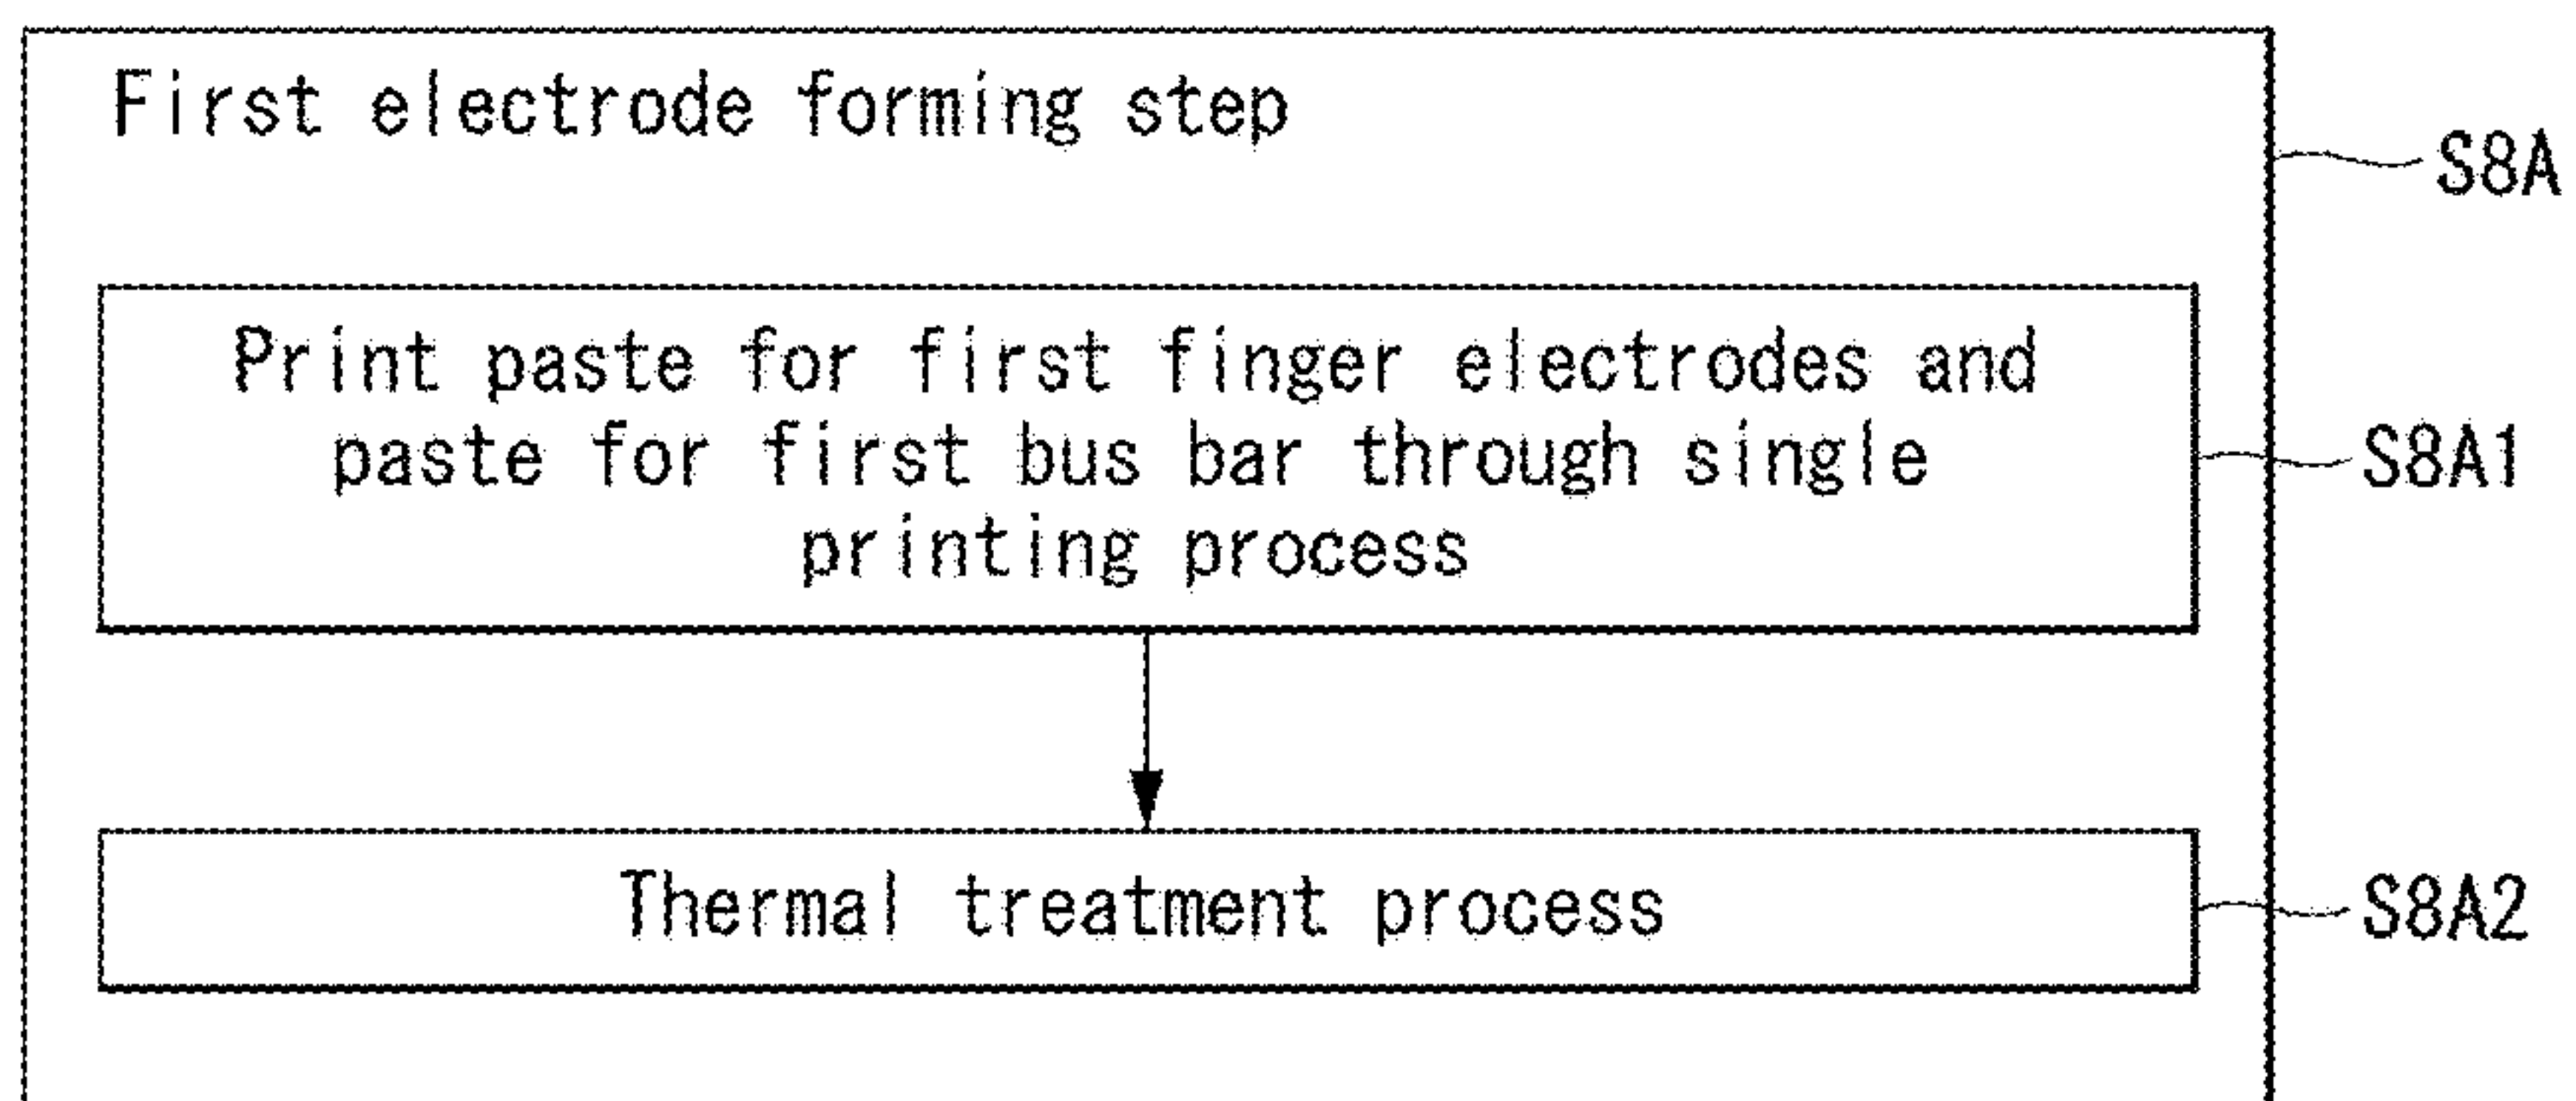 First electrode forming step
S8A
Print paste for first finger electrodes and
paste for first bus bar through single
printing process
S8A1
Thermal treatment process
S8A2